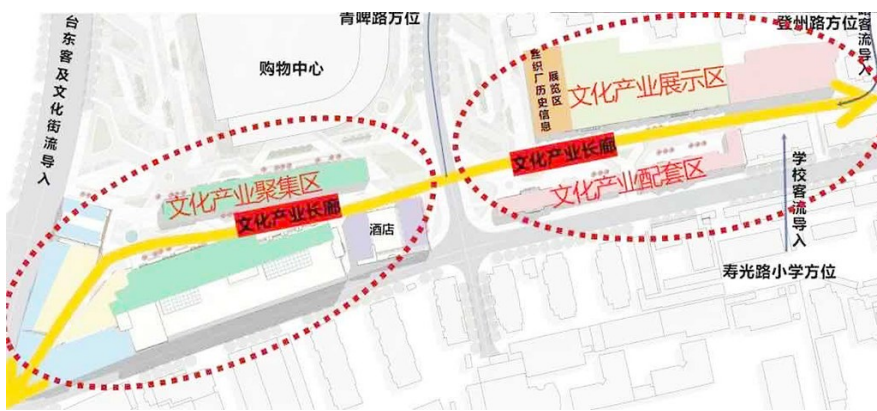 青啤路方位
登州路方位
路客流导入
台东客及文化街流导入
购物中心
丝织厂历史信息
展览区
文化产业展示区
文化产业长廊
文化产业配套区
文化产业聚集区
文化产业长廊
酒店
学校客流导入
寿光路小学方位